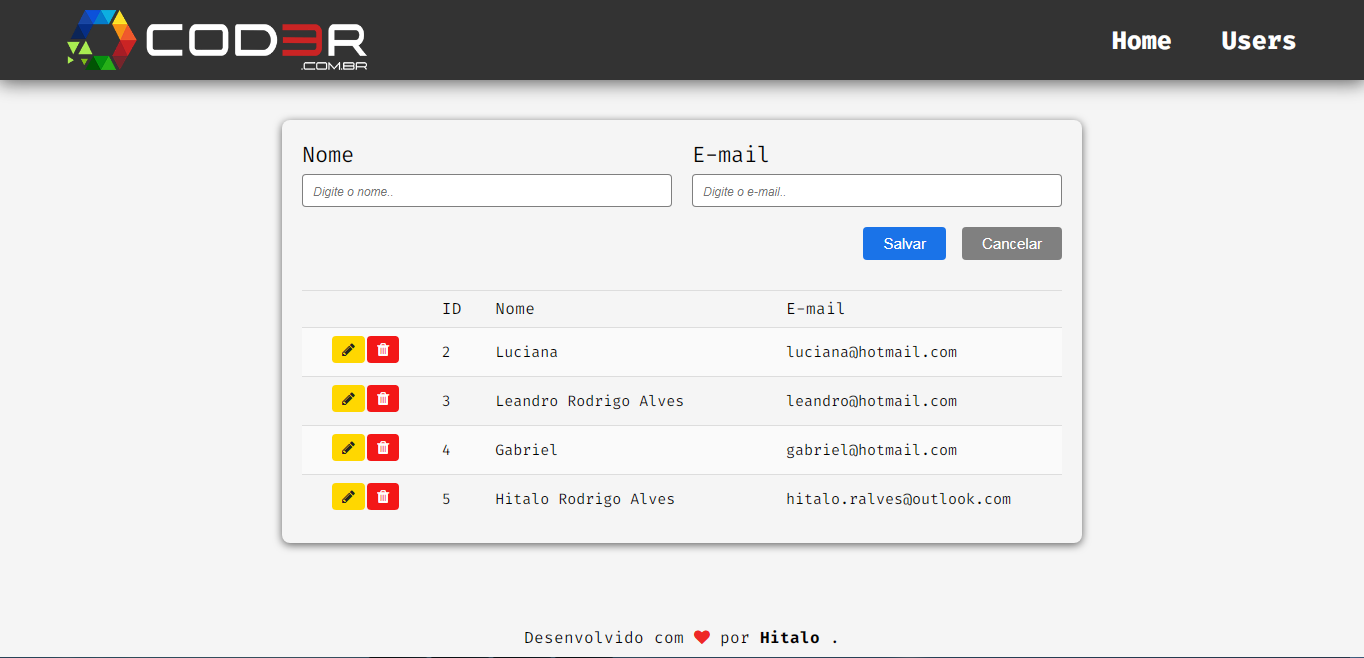 COD3R Home Users
.COM.BR
Nome E-mail
Digite o nome.. Digite o e-mail..
Salvar Cancelar
ID Nome E-mail
2 Luciana luciana@hotmail.com
3 Leandro Rodrigo Alves leandro@hotmail.com
4 Gabriel gabriel@hotmail.com
5 Hitalo Rodrigo Alves hitalo.ralves@outlook.com
Desenvolvido com ❤ por Hitalo .